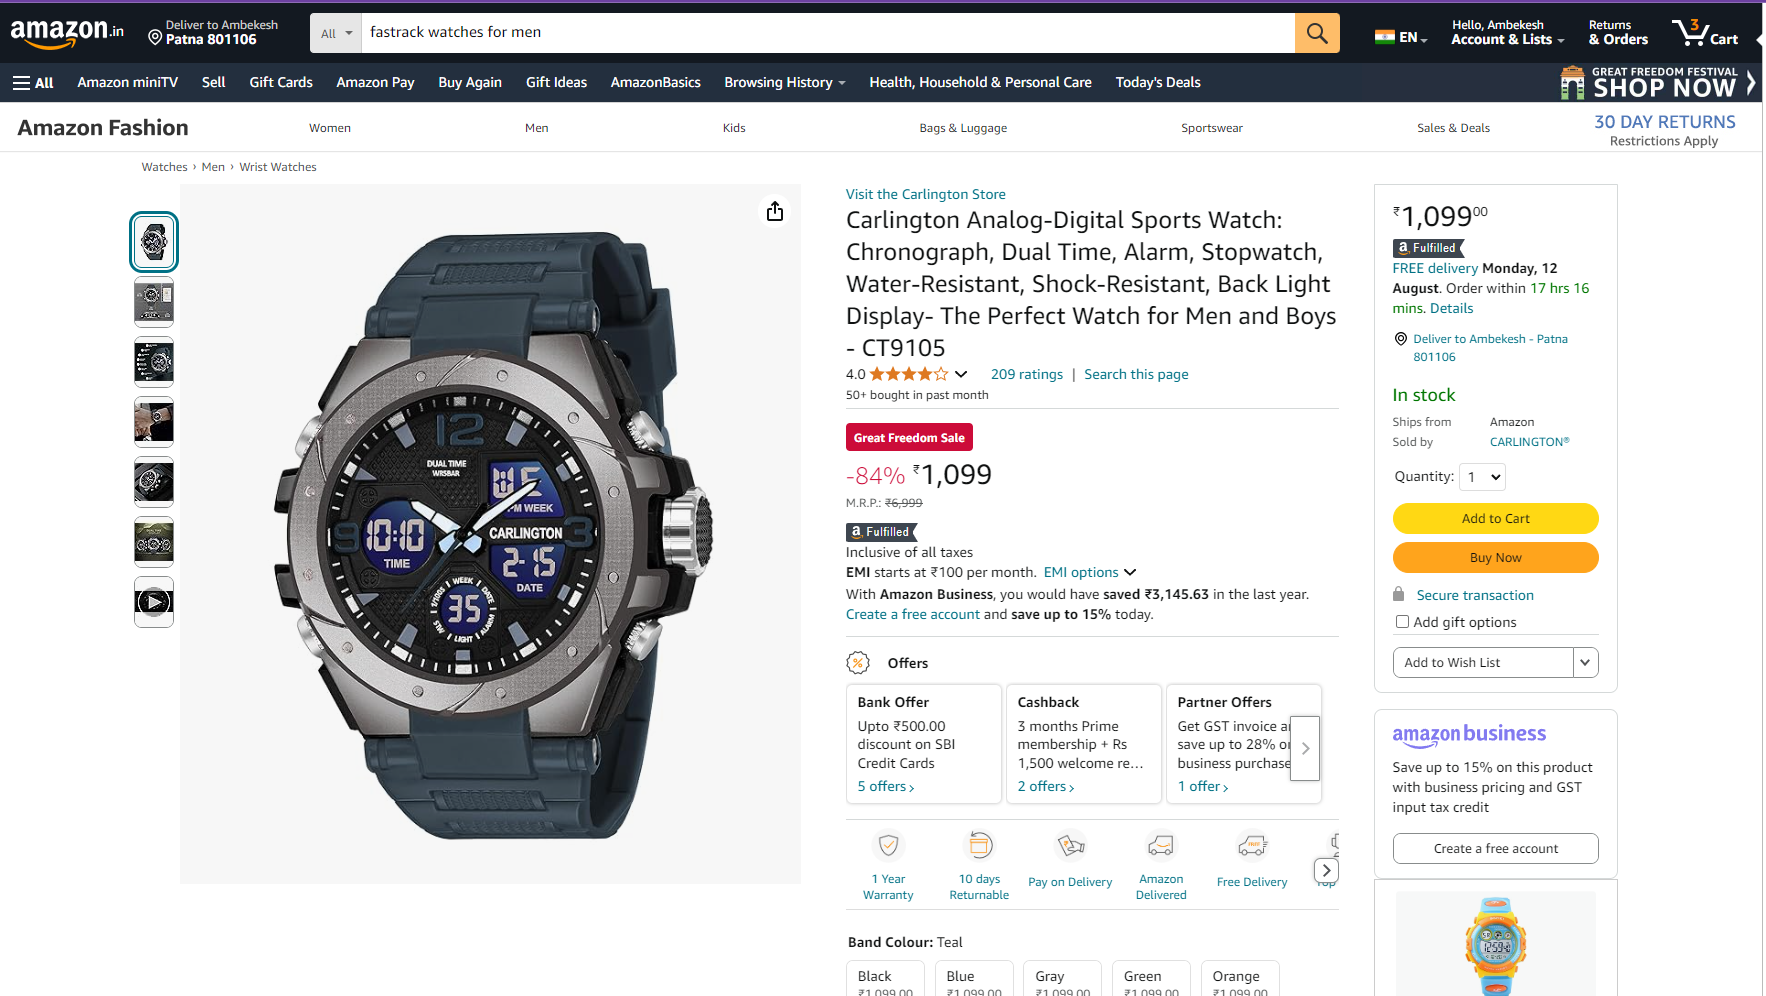 amazon.in
Deliver to Ambekesh
Patna 801106
All
fastrack watches for men
EN
Hello, Ambekesh
Account & Lists
Returns
& Orders
3
Cart
All
Amazon miniTV
Sell
Gift Cards
Amazon Pay
Buy Again
Gift Ideas
AmazonBasics
Browsing History
Health, Household & Personal Care
Today's Deals
GREAT FREEDOM FESTIVAL
SHOP NOW
Amazon Fashion
Women
Men
Kids
Bags & Luggage
Sportswear
Sales & Deals
30 DAY RETURNS
Restrictions Apply
Watches › Men › Wrist Watches
12
DUAL TIME
WR5BAR
PM WEEK
CARLINGTON
3
9
10:10
TIME
2-15
DATE
WEEK
DATE
ALARM
LIGHT
STW
1/100S
35
Visit the Carlington Store
Carlington Analog-Digital Sports Watch:
Chronograph, Dual Time, Alarm, Stopwatch,
Water-Resistant, Shock-Resistant, Back Light
Display- The Perfect Watch for Men and Boys
- CT9105
4.0
209 ratings | Search this page
50+ bought in past month
Great Freedom Sale
-84% ₹1,099
M.R.P.: ₹6,999
a Fulfilled
Inclusive of all taxes
EMI starts at ₹100 per month. EMI options
With Amazon Business, you would have saved ₹3,145.63 in the last year.
Create a free account and save up to 15% today.
Offers
Bank Offer
Upto ₹500.00
discount on SBI
Credit Cards
5 offers ›
Cashback
3 months Prime
membership + Rs
1,500 welcome re…
2 offers ›
Partner Offers
Get GST invoice a
save up to 28% o
business purchase
1 offer ›
1 Year
Warranty
10 days
Returnable
Pay on Delivery
Amazon
Delivered
FREE
Free Delivery
Band Colour: Teal
Black
₹1,099.00
Blue
₹1,099.00
Gray
₹1,099.00
Green
₹1,099.00
Orange
₹1,099.00
₹1,099 00
a Fulfilled
FREE delivery Monday, 12
August. Order within 17 hrs 16
mins. Details
Deliver to Ambekesh - Patna
801106
In stock
Ships from Amazon
Sold by CARLINGTON®
Quantity: 1
Add to Cart
Buy Now
Secure transaction
Add gift options
Add to Wish List
amazon business
Save up to 15% on this product
with business pricing and GST
input tax credit
Create a free account